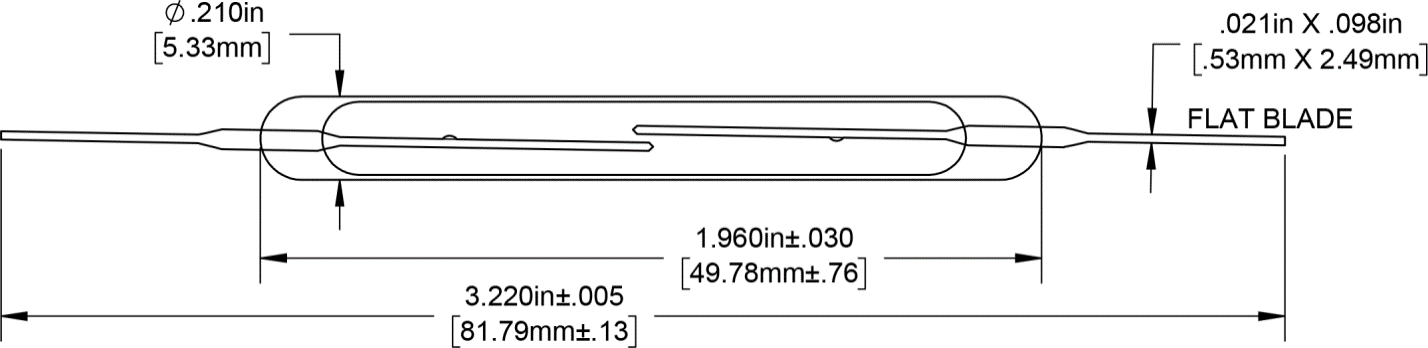 ⌀.210in
[5.33mm]
.021in X .098in
[.53mm X 2.49mm]
FLAT BLADE
1.960in±.030
[49.78mm±.76]
3.220in±.005
[81.79mm±.13]